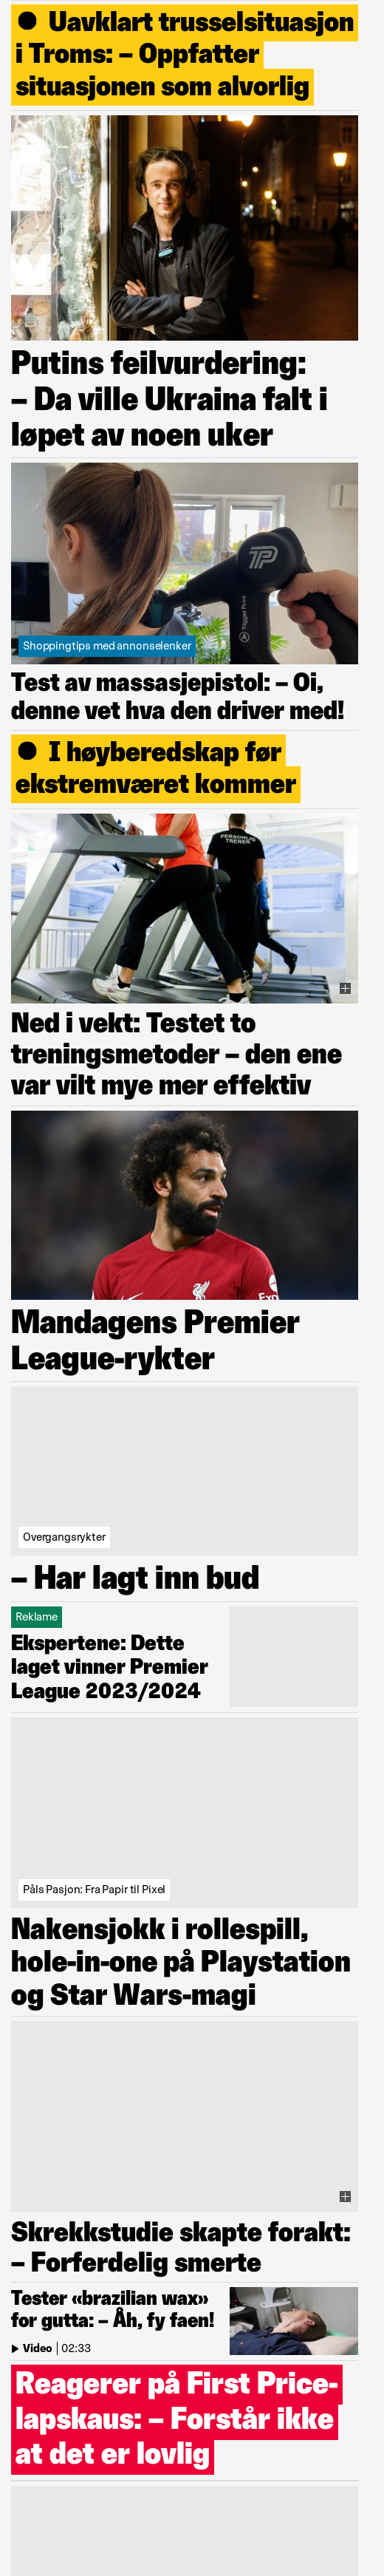 Uavklart trusselsituasjon
i Troms: – Oppfatter
situasjonen som alvorlig
Putins feilvurdering:
– Da ville Ukraina falt i
løpet av noen uker
TP
Trigger Point
Shoppingtips med annonselenker
Test av massasjepistol: – Oi,
denne vet hva den driver med!
I høyberedskap før
ekstremværet kommer
PERSONLIG
TRENER
Ned i vekt: Testet to
treningsmetoder – den ene
var vilt mye mer effektiv
Mandagens Premier
League-rykter
Overgangsrykter
– Har lagt inn bud
Reklame
Ekspertene: Dette
laget vinner Premier
League 2023/2024
Påls Pasjon: Fra Papir til Pixel
Nakensjokk i rollespill,
hole-in-one på Playstation
og Star Wars-magi
Skrekkstudie skapte forakt:
– Forferdelig smerte
Tester «brazilian wax»
for gutta: – Åh, fy faen!
Video | 02:33
Reagerer på First Price-
lapskaus: – Forstår ikke
at det er lovlig